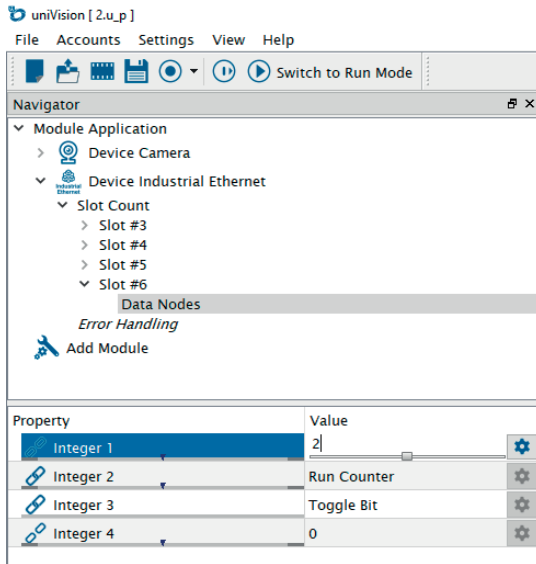 uniVision [ 2.u_p ]
File Accounts Settings View Help
Switch to Run Mode
Navigator
Module Application
Device Camera
Industrial Ethernet
Device Industrial Ethernet
Slot Count
Slot #3
Slot #4
Slot #5
Slot #6
Data Nodes
Error Handling
Add Module
Property Value
Integer 1 2
Integer 2 Run Counter
Integer 3 Toggle Bit
Integer 4 0